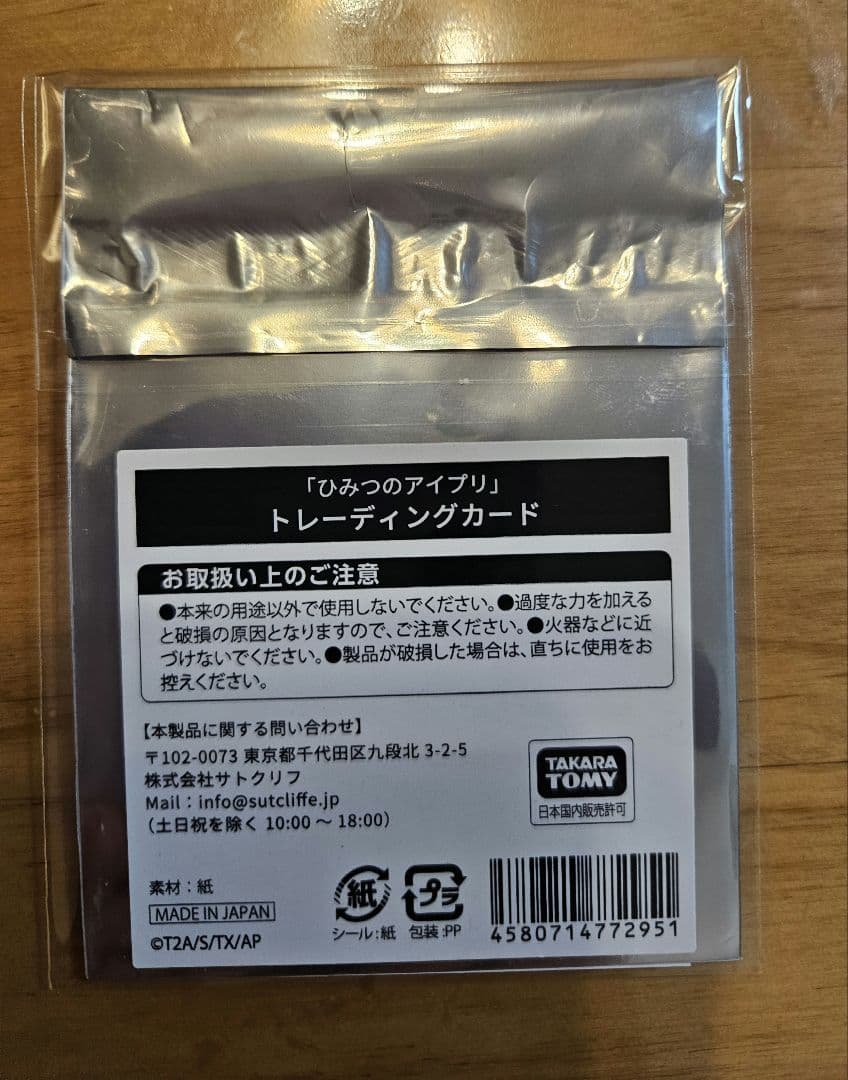 「ひみつのアイプリ」
トレーディングカード
お取扱い上のご注意
●本来の用途以外で使用しないでください。●過度な力を加える
と破損の原因となりますので、ご注意ください。●火器などに近
づけないでください。●製品が破損した場合は、直ちに使用をお
控えください。
【本製品に関する問い合わせ】
〒102-0073 東京都千代田区九段北 3-2-5
株式会社サトクリフ
Mail：info@sutcliffe.jp
（土日祝を除く 10:00 〜 18:00）
TAKARA
TOMY
日本国内販売許可
素材：紙
MADE IN JAPAN
©T2A/S/TX/AP
紙
シール：紙
プラ
包装：PP
4580714772951